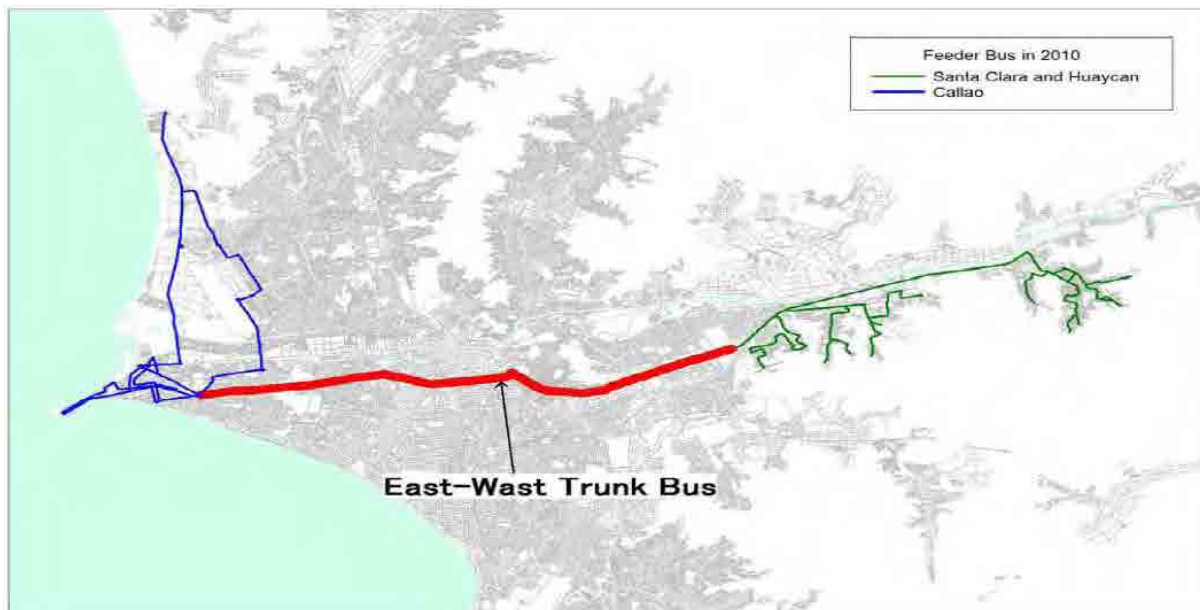 Feeder Bus in 2010
Santa Clara and Huaycan
Callao
East-Wast Trunk Bus